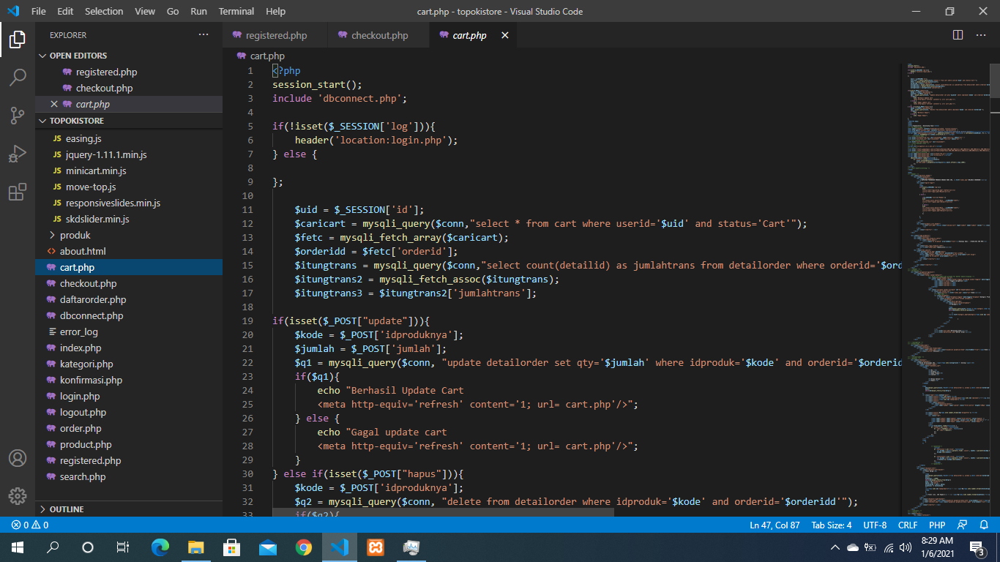 File Edit Selection View Go Run Terminal Help
cart.php - topokistore - Visual Studio Code
EXPLORER
OPEN EDITORS
registered.php
checkout.php
cart.php
TOPOKISTORE
JS easing.js
JS jquery-1.11.1.min.js
JS minicart.min.js
JS move-top.js
JS responsiveslides.min.js
JS skdslider.min.js
produk
about.html
cart.php
checkout.php
daftarorder.php
dbconnect.php
error_log
index.php
kategori.php
konfirmasi.php
login.php
logout.php
order.php
product.php
registered.php
search.php
OUTLINE
registered.php checkout.php cart.php
cart.php
1 <?php
2 session_start();
3 include 'dbconnect.php';
4
5 if(!isset($_SESSION['log'])){
6 header('location:login.php');
7 } else {
8
9 };
10
11 $uid = $_SESSION['id'];
12 $caricart = mysqli_query($conn,"select * from cart where userid='$uid' and status='Cart'");
13 $fetc = mysqli_fetch_array($caricart);
14 $orderidd = $fetc['orderid'];
15 $itungtrans = mysqli_query($conn,"select count(detailid) as jumlahtrans from detailorder where orderid='$ord
16 $itungtrans2 = mysqli_fetch_assoc($itungtrans);
17 $itungtrans3 = $itungtrans2['jumlahtrans'];
18
19 if(isset($_POST["update"])){
20 $kode = $_POST['idproduknya'];
21 $jumlah = $_POST['jumlah'];
22 $q1 = mysqli_query($conn, "update detailorder set qty='$jumlah' where idproduk='$kode' and orderid='$orderid
23 if($q1){
24 echo "Berhasil Update Cart
25 <meta http-equiv='refresh' content='1; url= cart.php'/>";
26 } else {
27 echo "Gagal update cart
28 <meta http-equiv='refresh' content='1; url= cart.php'/>";
29 }
30 } else if(isset($_POST["hapus"])){
31 $kode = $_POST['idproduknya'];
32 $q2 = mysqli_query($conn, "delete from detailorder where idproduk='$kode' and orderid='$orderidd'");
33 if($q2){
0 0 Ln 47, Col 87 Tab Size: 4 UTF-8 CRLF PHP
8:29 AM
1/6/2021
3